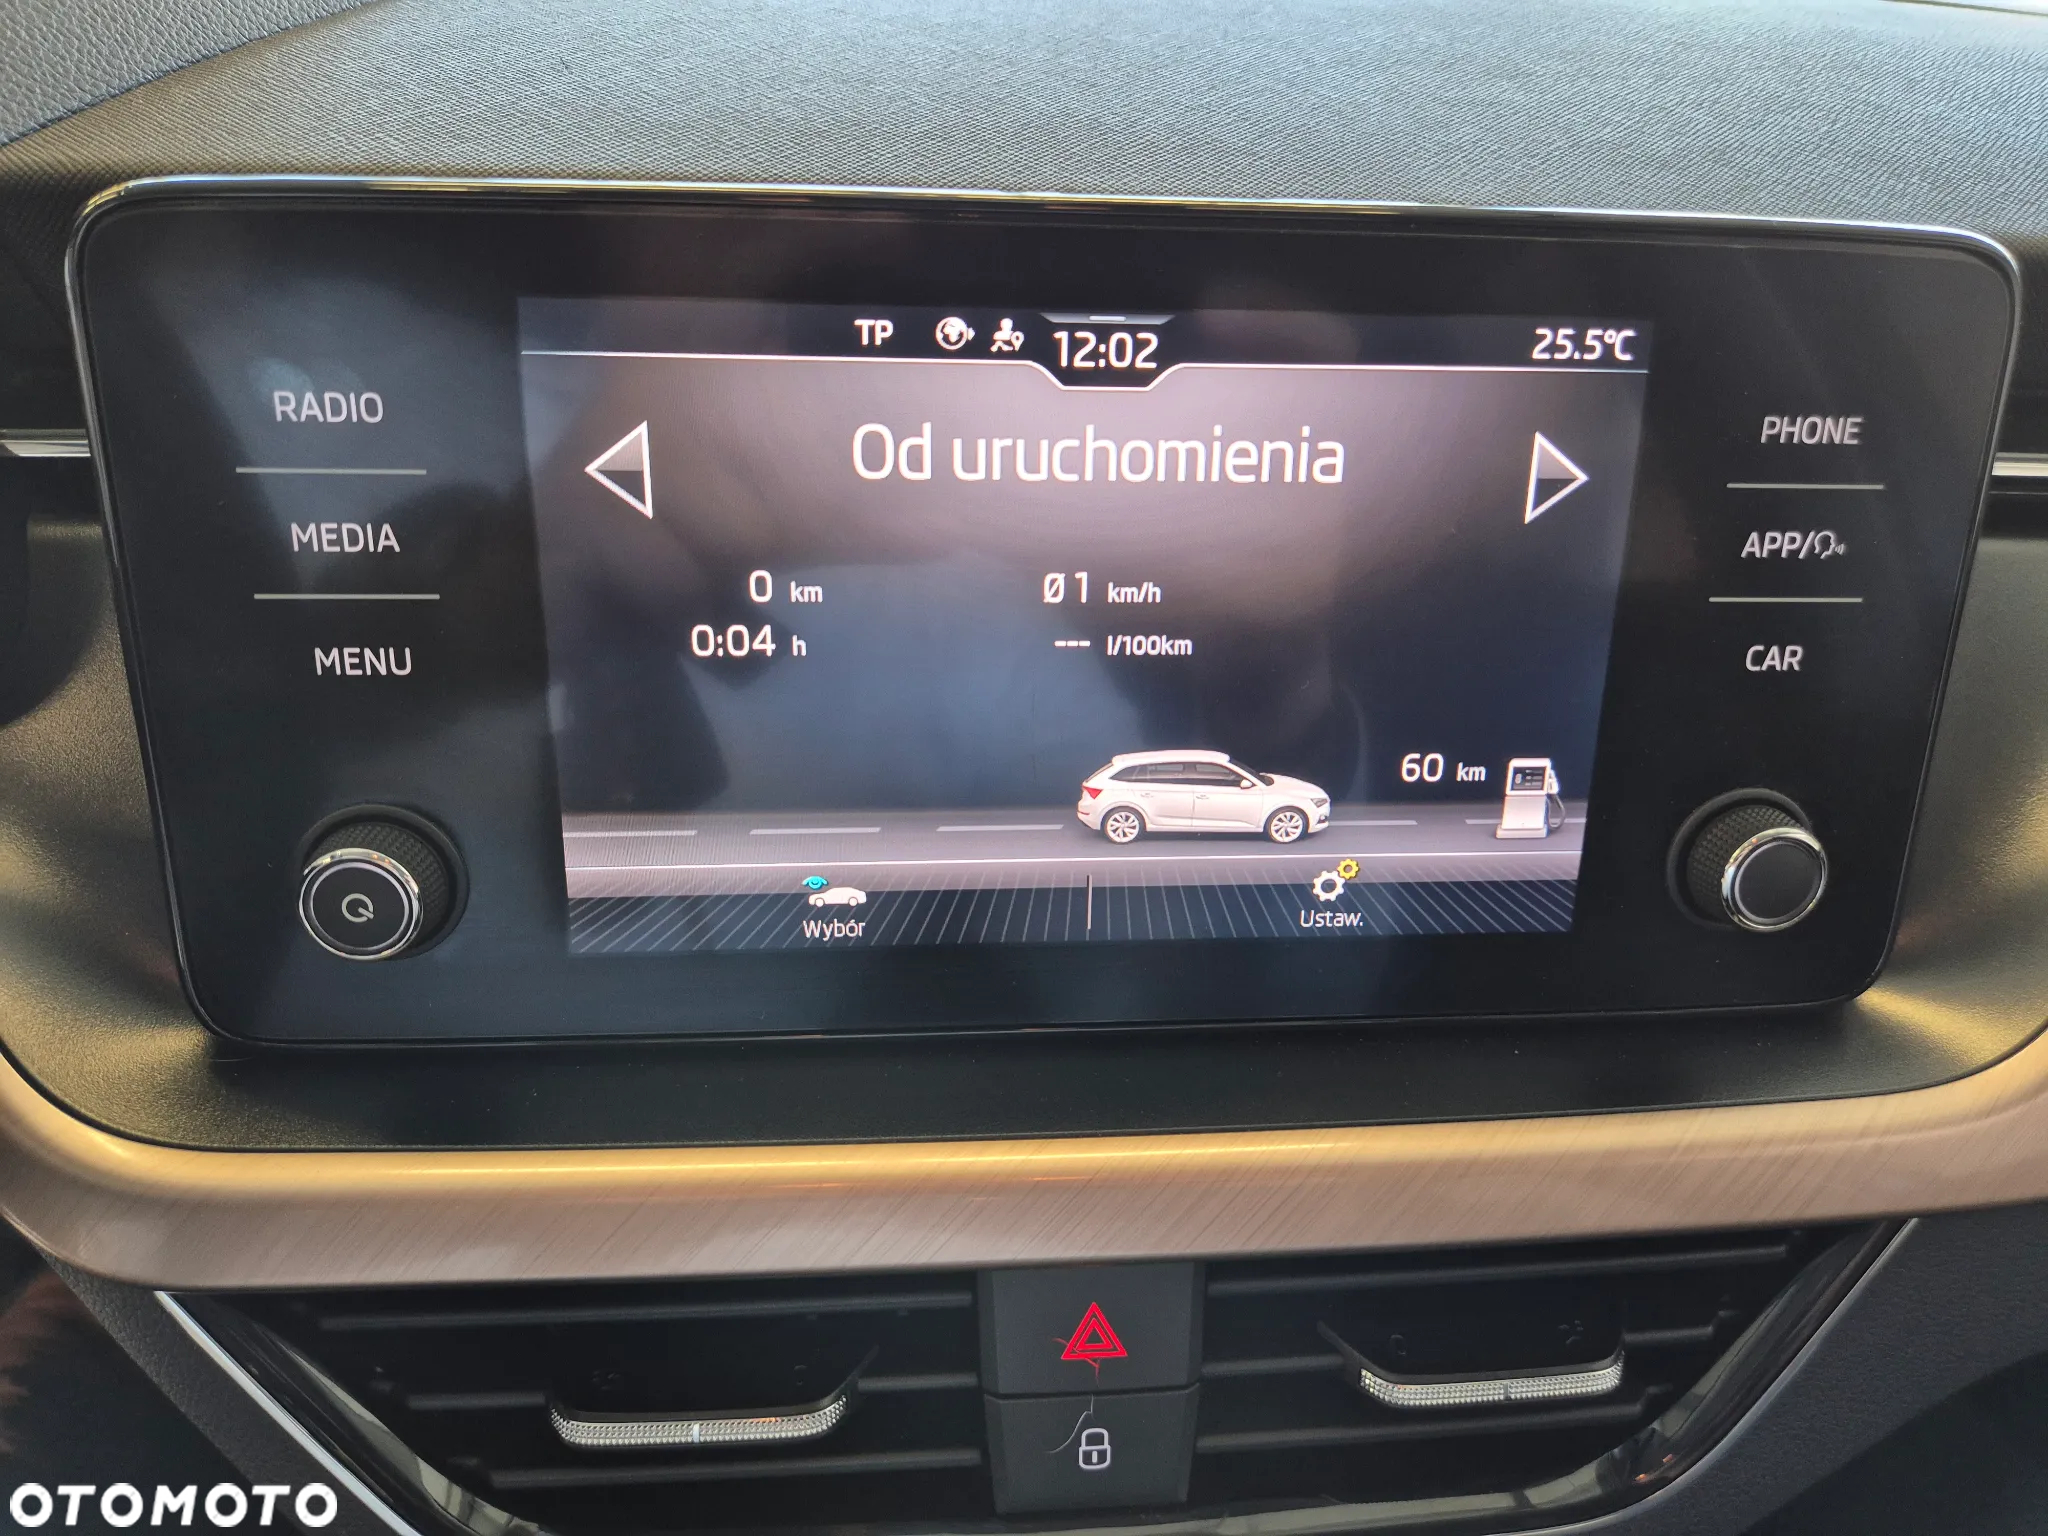 TP 12:02 25.5°C
RADIO
MEDIA
MENU
Od uruchomienia
0 km Ø 1 km/h
0:04 h --- l/100km
60 km
Wybór Ustaw.
PHONE
APP/
CAR
OTOMOTO